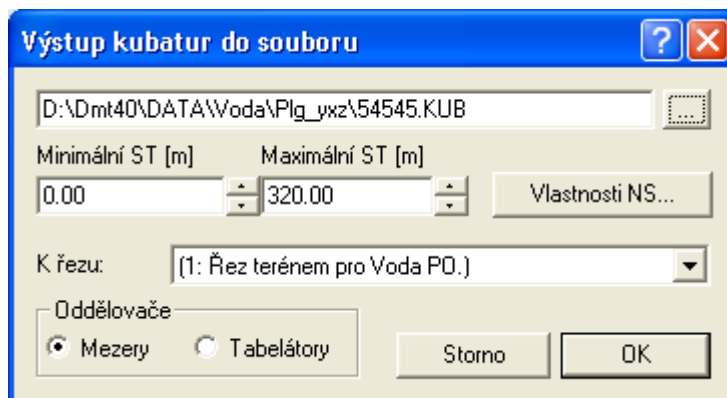 Výstup kubatur do souboru
D:\Dmt40\DATA\Voda\Plg_yxz\54545.KUB
...
Minimální ST [m] Maximální ST [m]
0.00 320.00 Vlastnosti NS...
K řezu: (1: Řez terénem pro Voda PO.)
Oddělovače
Mezery Tabelátory Storno OK